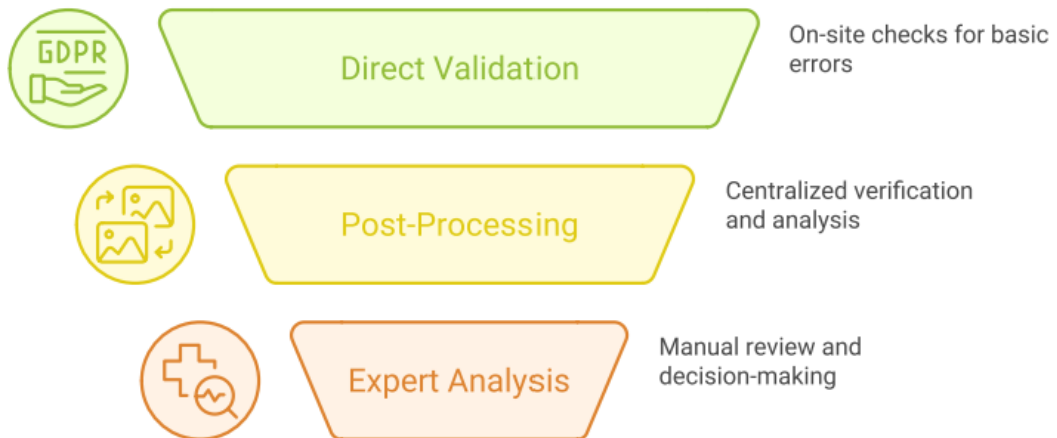 GDPR
Direct Validation
On-site checks for basic
errors
Post-Processing
Centralized verification
and analysis
Expert Analysis
Manual review and
decision-making